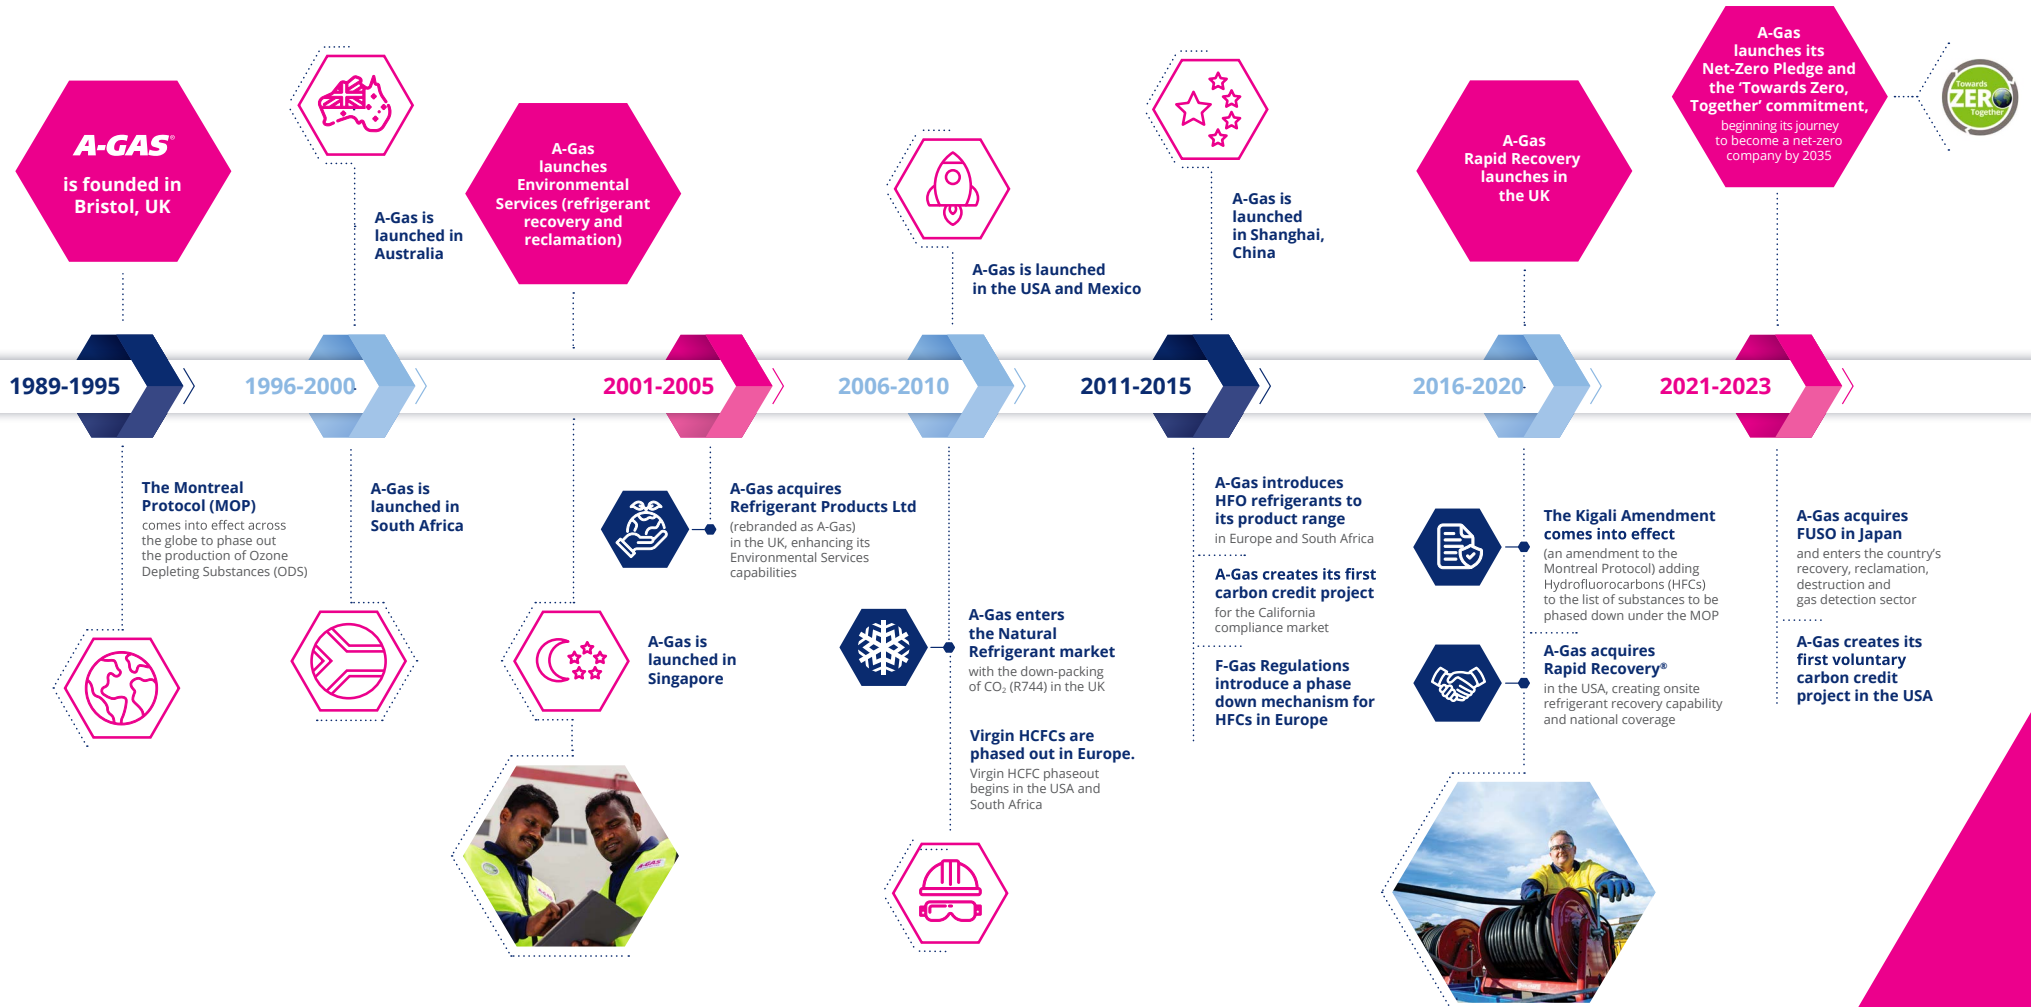 A-GAS®
is founded in
Bristol, UK
A-Gas is
launched in
Australia
A-Gas
launches
Environmental
Services (refrigerant
recovery and
reclamation)
A-Gas is launched
in the USA and Mexico
A-Gas is
launched
in Shanghai,
China
A-Gas
Rapid Recovery
launches in
the UK
A-Gas
launches its
Net-Zero Pledge and
the ‘Towards Zero,
Together’ commitment,
beginning its journey
to become a net-zero
company by 2035
Towards
ZERO
Together
1989-1995
1996-2000
2001-2005
2006-2010
2011-2015
2016-2020
2021-2023
The Montreal
Protocol (MOP)
comes into effect across
the globe to phase out
the production of Ozone
Depleting Substances (ODS)
A-Gas is
launched in
South Africa
A-Gas is
launched in
Singapore
A-Gas acquires
Refrigerant Products Ltd
(rebranded as A-Gas)
in the UK, enhancing its
Environmental Services
capabilities
A-Gas enters
the Natural
Refrigerant market
with the down-packing
of CO₂ (R744) in the UK
Virgin HCFCs are
phased out in Europe.
Virgin HCFC phaseout
begins in the USA and
South Africa
A-Gas introduces
HFO refrigerants to
its product range
in Europe and South Africa
A-Gas creates its first
carbon credit project
for the California
compliance market
F-Gas Regulations
introduce a phase
down mechanism for
HFCs in Europe
The Kigali Amendment
comes into effect
(an amendment to the
Montreal Protocol) adding
Hydrofluorocarbons (HFCs)
to the list of substances to be
phased down under the MOP
A-Gas acquires
Rapid Recovery®
in the USA, creating onsite
refrigerant recovery capability
and national coverage
A-Gas acquires
FUSO in Japan
and enters the country’s
recovery, reclamation,
destruction and
gas detection sector
A-Gas creates its
first voluntary
carbon credit
project in the USA
A-GAS
A-GAS